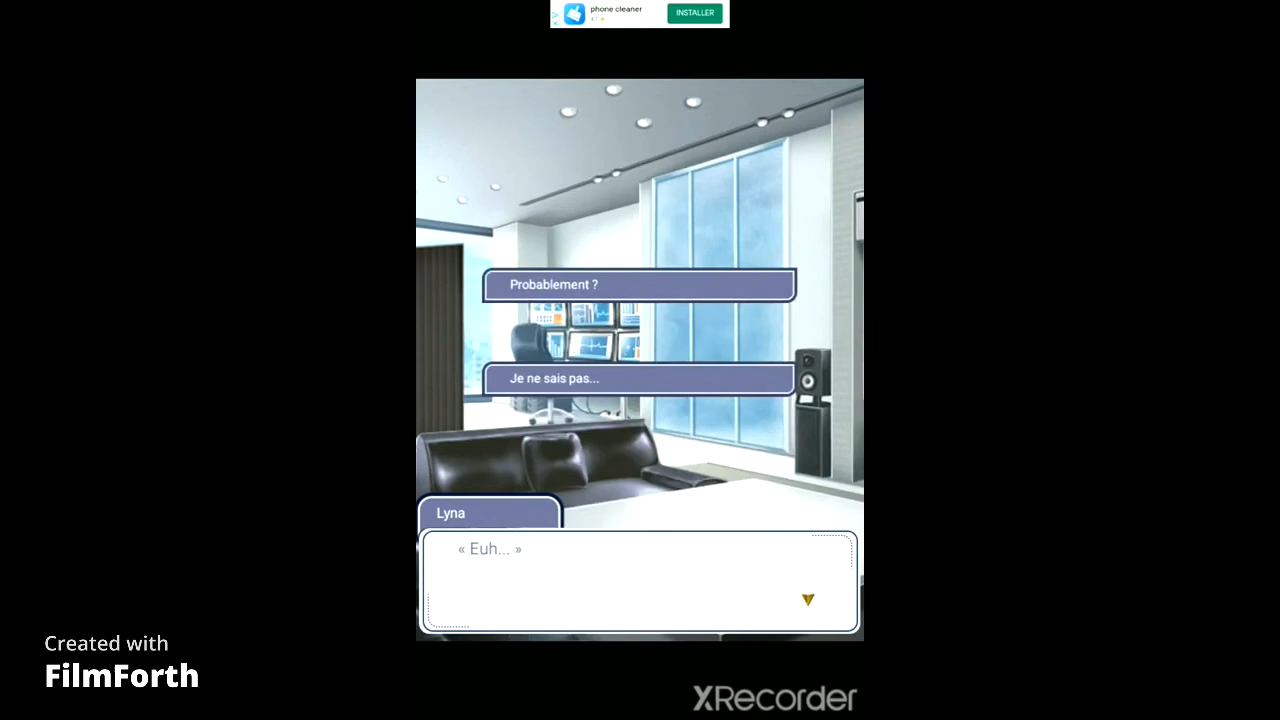 phone cleaner
INSTALLER
Probablement ?
Je ne sais pas...
Lyna
« Euh... »
Created with
FilmForth
XRecorder